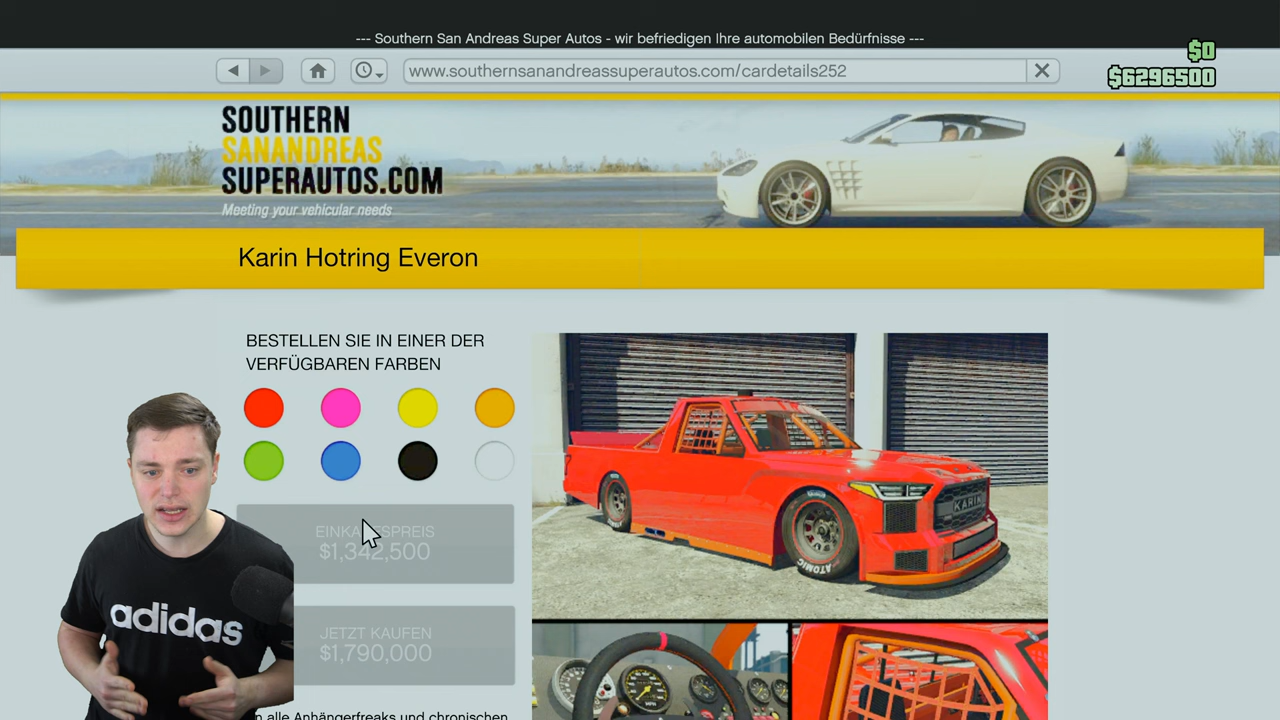 --- Southern San Andreas Super Autos - wir befriedigen Ihre automobilen Bedürfnisse ---
$0
www.southernsanandreassuperautos.com/cardetails252
$6296500
SOUTHERN
SANANDREAS
SUPERAUTOS.COM
Meeting your vehicular needs
Karin Hotring Everon
BESTELLEN SIE IN EINER DER
VERFÜGBAREN FARBEN
EINKAUFSPREIS
$1,342,500
JETZT KAUFEN
$1,790,000
adidas
KARIN
ATOMIC
alle Anhängerfreaks und chronischen